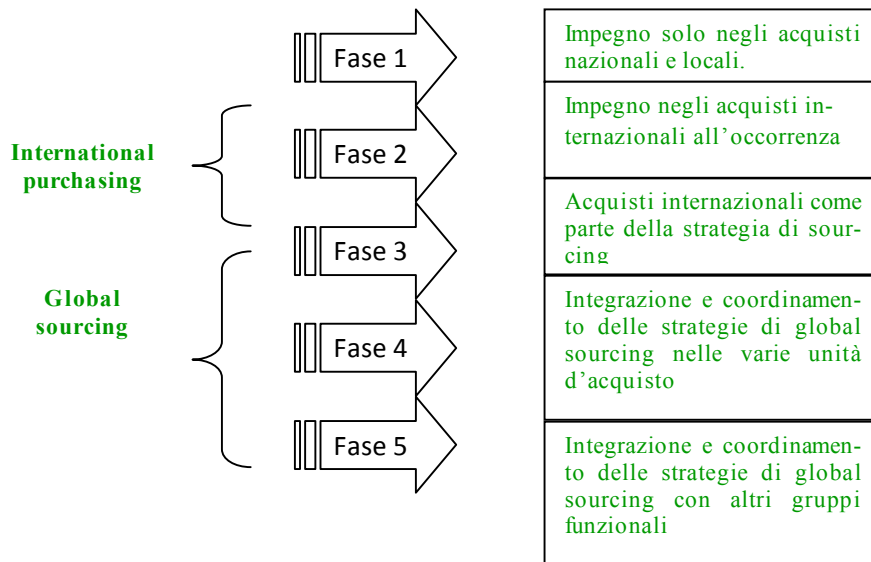 Fase 1
Impegno solo negli acquisti
nazionali e locali.
International
purchasing
Fase 2
Impegno negli acquisti in-
ternazionali all'occorrenza
Fase 3
Acquisti internazionali come
parte della strategia di sour-
cing
Global
sourcing
Fase 4
Integrazione e coordinamen-
to delle strategie di global
sourcing nelle varie unità
d'acquisto
Fase 5
Integrazione e coordinamen-
to delle strategie di global
sourcing con altri gruppi
funzionali